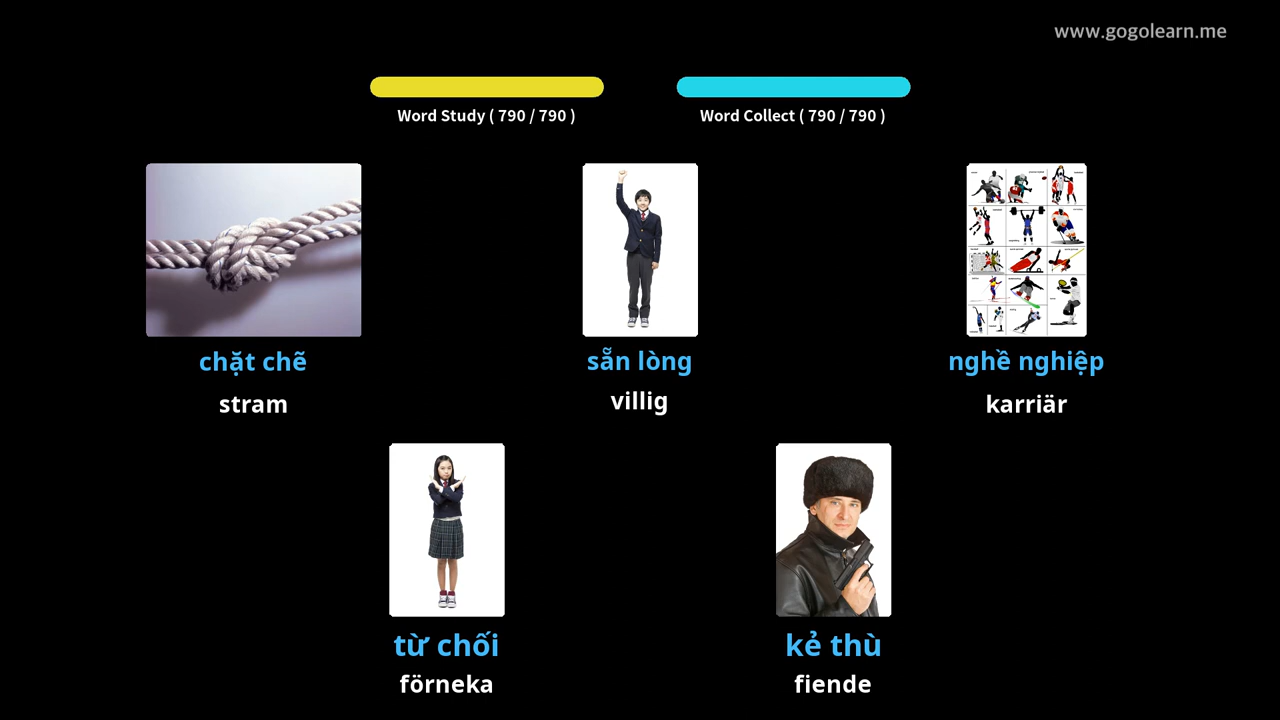 www.gogolearn.me
Word Study ( 790 / 790 )
Word Collect ( 790 / 790 )
chặt chẽ
stram
sẵn lòng
villig
nghề nghiệp
karriär
từ chối
förneka
kẻ thù
fiende